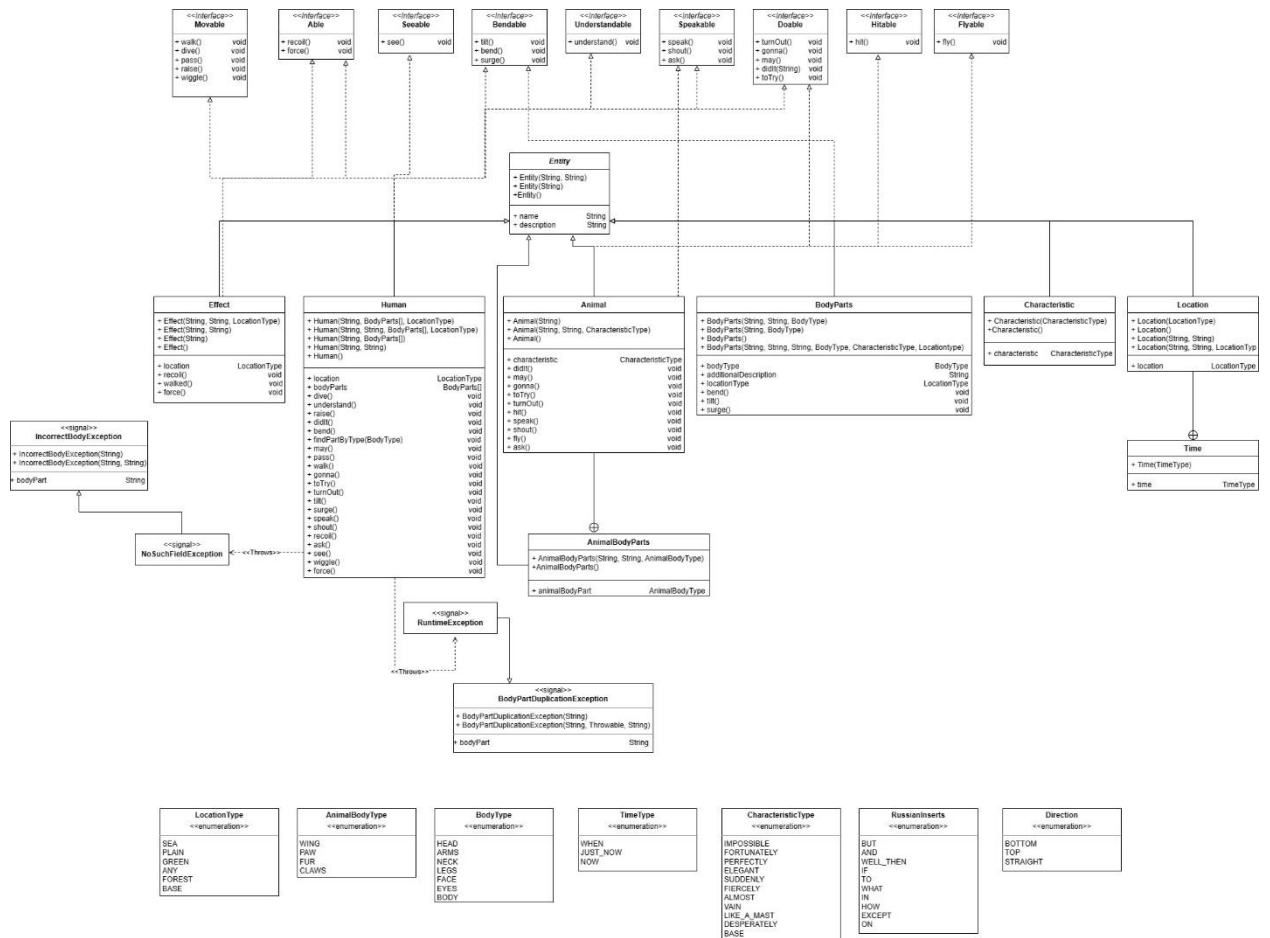 <<interface>>
Movable
+ walk() void
+ dive() void
+ pass() void
+ raise() void
+ wiggle() void
<<interface>>
Able
+ recoil() void
+ force() void
<<interface>>
Seeable
+ see() void
<<interface>>
Bendable
+ tilt() void
+ bend() void
+ surge() void
<<interface>>
Understandable
+ understand() void
<<interface>>
Speakable
+ speak() void
+ shout() void
+ ask() void
<<interface>>
Doable
+ turnOut() void
+ gonna() void
+ may() void
+ didIt(String) void
+ toTry() void
<<interface>>
Hitable
+ hit() void
<<interface>>
Flyable
+ fly() void
Entity
+ Entity(String, String)
+ Entity(String)
+Entity()
+ name String
+ description String
Effect
+ Effect(String, String, LocationType)
+ Effect(String, String)
+ Effect(String)
+ Effect()
+ location LocationType
+ recoil() void
+ walked() void
+ force() void
Human
+ Human(String, BodyParts[], LocationType)
+ Human(String, String, BodyParts[], LocationType)
+ Human(String, BodyParts[])
+ Human(String, String)
+ Human()
+ location LocationType
+ bodyParts BodyParts[]
+ dive() void
+ understand() void
+ raise() void
+ didIt() void
+ bend() void
+ findPartByType(BodyType) void
+ may() void
+ pass() void
+ walk() void
+ gonna() void
+ toTry() void
+ turnOut() void
+ tilt() void
+ surge() void
+ speak() void
+ shout() void
+ recoil() void
+ ask() void
+ see() void
+ wiggle() void
+ force() void
Animal
+ Animal(String)
+ Animal(String, String, CharacteristicType)
+ Animal()
+ characteristic CharacteristicType
+ didIt() void
+ may() void
+ gonna() void
+ toTry() void
+ turnOut() void
+ hit() void
+ speak() void
+ shout() void
+ fly() void
+ ask() void
BodyParts
+ BodyParts(String, String, BodyType)
+ BodyParts(String, BodyType)
+ BodyParts()
+ BodyParts(String, String, String, BodyType, CharacteristicType, Locationtype)
+ bodyType BodyType
+ additionalDescription String
+ locationType LocationType
+ bend() void
+ tilt() void
+ surge() void
Characteristic
+ Characteristic(CharacteristicType)
+Characteristic()
+ characteristic CharacteristicType
Location
+ Location(LocationType)
+ Location()
+ Location(String, String)
+ Location(String, String, LocationTyp
+ location LocationType
<<signal>>
IncorrectBodyException
+ IncorrectBodyException(String)
+ IncorrectBodyException(String, String)
+ bodyPart String
Time
+ Time(TimeType)
+ time TimeType
<<signal>>
NoSuchFieldException
<<Throws>>
AnimalBodyParts
+ AnimalBodyParts(String, String, AnimalBodyType)
+AnimalBodyParts()
+ animalBodyPart AnimalBodyType
<<signal>>
RuntimeException
<<Throws>>
<<signal>>
BodyPartDuplicationException
+ BodyPartDuplicationException(String)
+ BodyPartDuplicationException(String, Throwable, String)
+ bodyPart String
LocationType
<<enumeration>>
SEA
PLAIN
GREEN
ANY
FOREST
BASE
AnimalBodyType
<<enumeration>>
WING
PAW
FUR
CLAWS
BodyType
<<enumeration>>
HEAD
ARMS
NECK
LEGS
FACE
EYES
BODY
TimeType
<<enumeration>>
WHEN
JUST_NOW
NOW
CharacteristicType
<<enumeration>>
IMPOSSIBLE
FORTUNATELY
PERFECTLY
ELEGANT
SUDDENLY
FIERCELY
ALMOST
VAIN
LIKE_A_MAST
DESPERATELY
BASE
RussianInserts
<<enumeration>>
BUT
AND
WELL_THEN
IF
TO
WHAT
IN
HOW
EXCEPT
ON
Direction
<<enumeration>>
BOTTOM
TOP
STRAIGHT